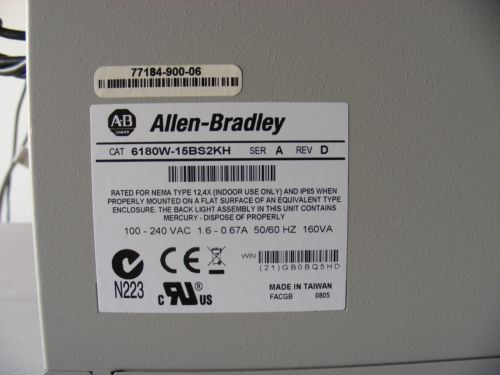 77184-900-06
AB Allen-Bradley
CAT 6180W-15BS2KH SER A REV D
RATED FOR NEMA TYPE 12,4X (INDOOR USE ONLY) AND IP65 WHEN
PROPERLY MOUNTED ON A FLAT SURFACE OF AN EQUIVALENT TYPE
ENCLOSURE. THE BACK LIGHT ASSEMBLY IN THIS UNIT CONTAINS
MERCURY - DISPOSE OF PROPERLY
100 - 240 VAC 1.6 - 0.67A 50/60 HZ 160VA
WIN
(21)GB0BQ5HD
N223
C UR ® US
CE
MADE IN TAIWAN
FACGB 0805